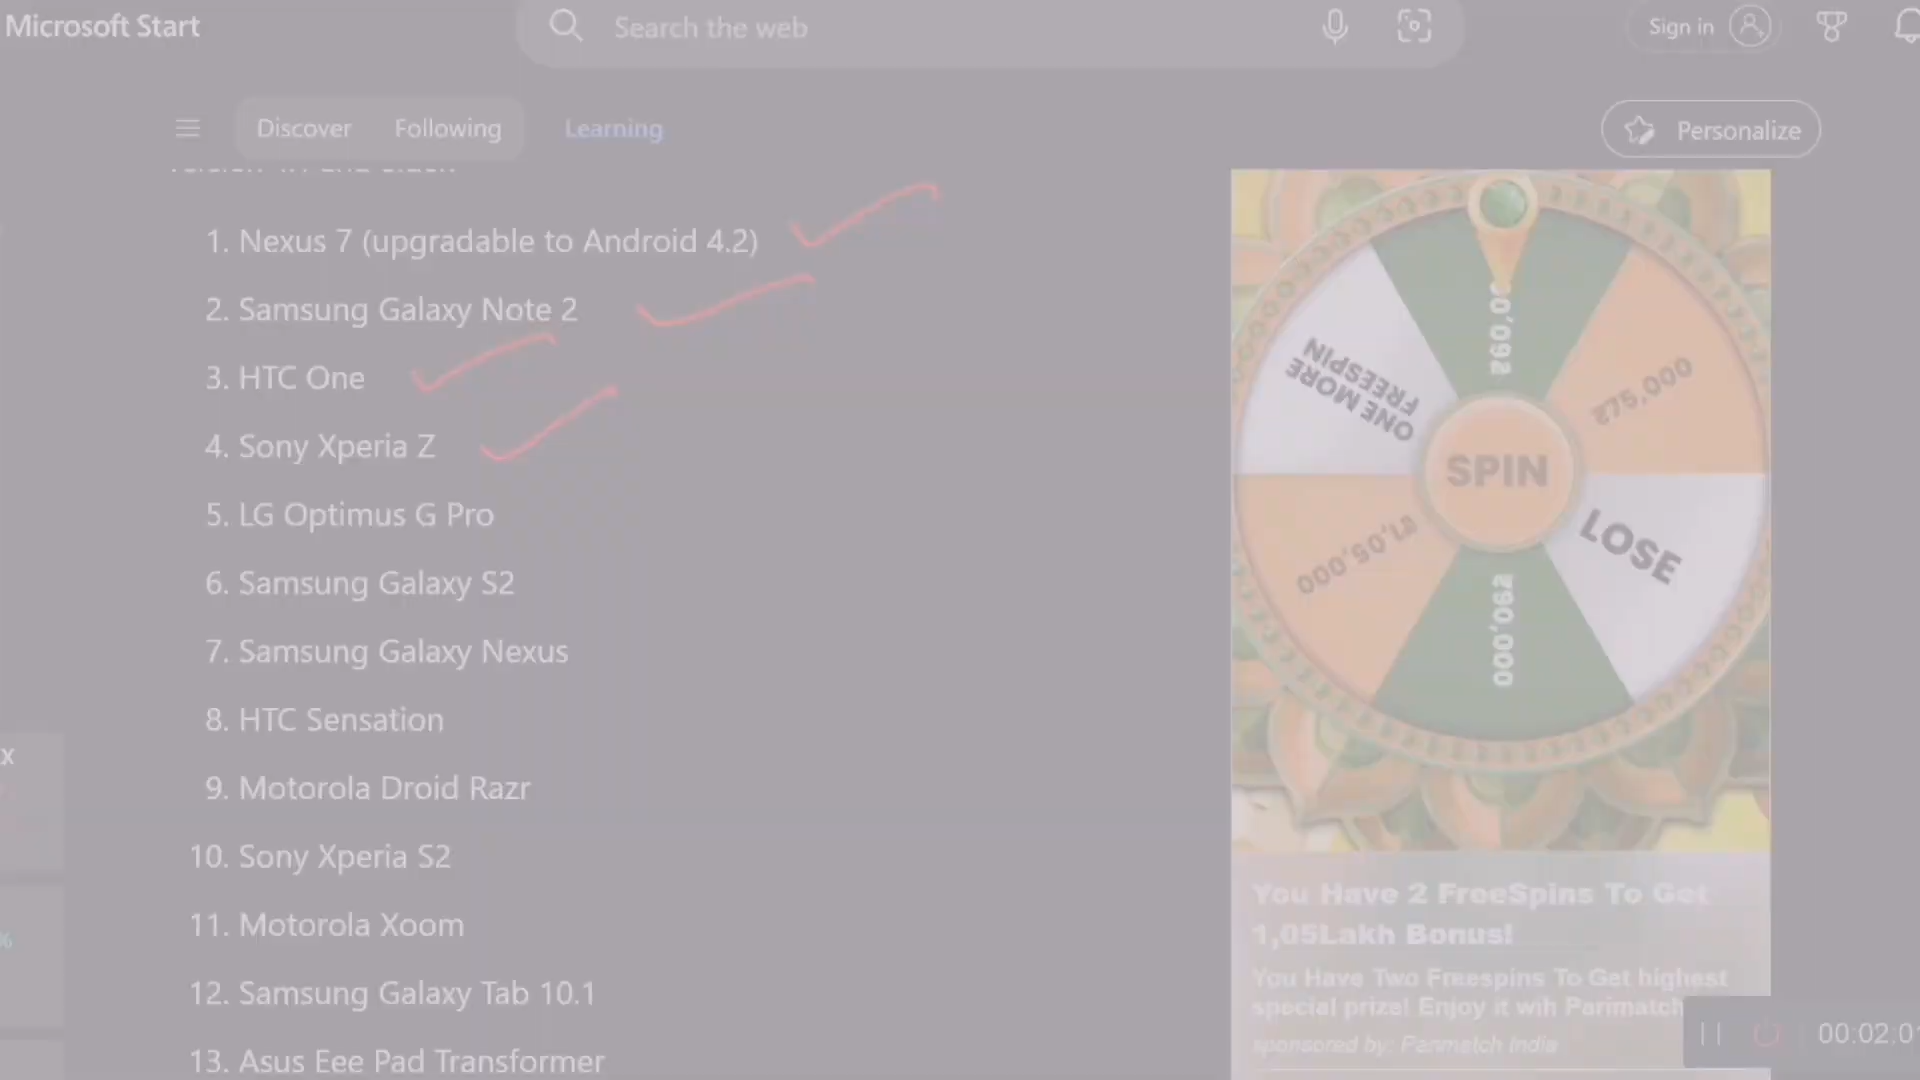 Microsoft Start
Search the web
Sign in
Discover
Following
Learning
Personalize
1. Nexus 7 (upgradable to Android 4.2)
2. Samsung Galaxy Note 2
3. HTC One
4. Sony Xperia Z
5. LG Optimus G Pro
6. Samsung Galaxy S2
7. Samsung Galaxy Nexus
8. HTC Sensation
9. Motorola Droid Razr
10. Sony Xperia S2
11. Motorola Xoom
12. Samsung Galaxy Tab 10.1
13. Asus Eee Pad Transformer
X
%
₹75,000
LOSE
₹90,000
₹1,05,000
ONE MORE
FREESPIN
SPIN
You Have 2 FreeSpins To Get
1,05Lakh Bonus!
You Have Two Freespins To Get highest
special prize! Enjoy it wih Parimatch
sponsored by: Parimatch India
00:02:01